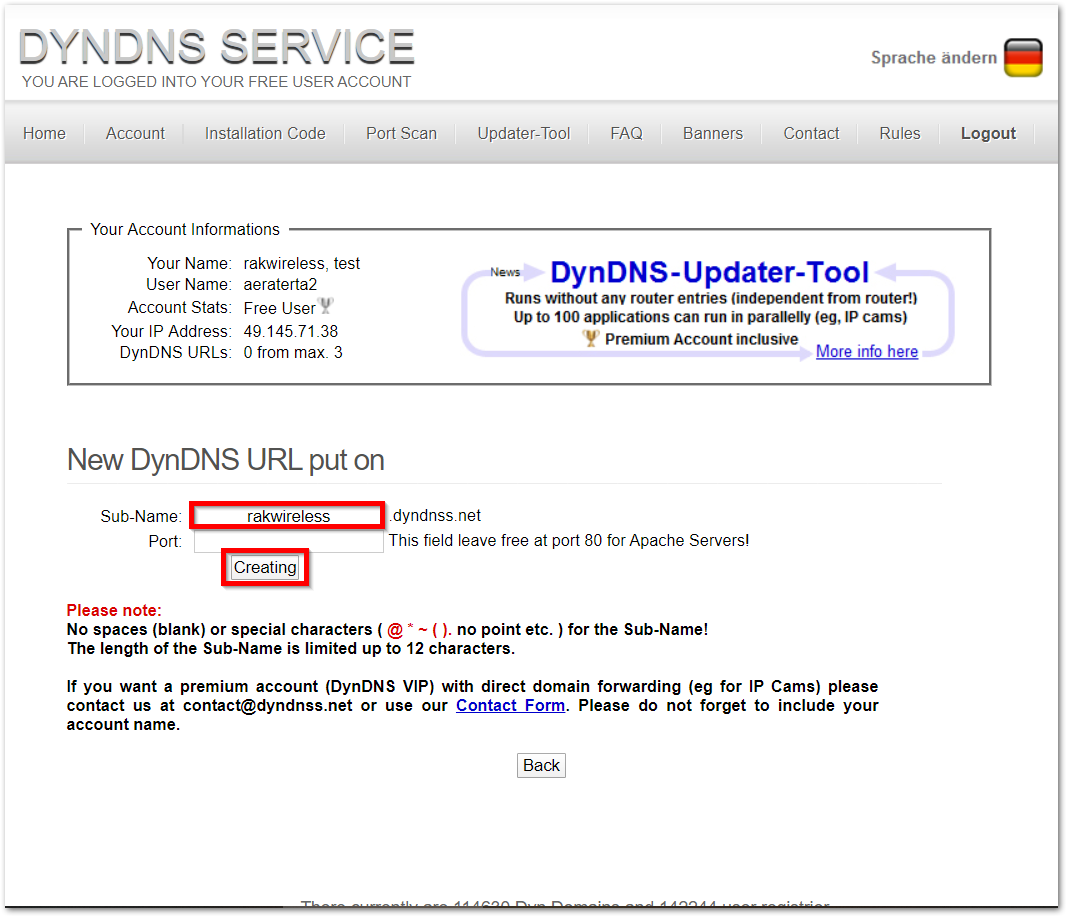 DYNDNS SERVICE
YOU ARE LOGGED INTO YOUR FREE USER ACCOUNT
Sprache ändern
Home Account Installation Code Port Scan Updater-Tool FAQ Banners Contact Rules Logout
Your Account Informations
Your Name: rakwireless, test
User Name: aeraterta2
Account Stats: Free User
Your IP Address: 49.145.71.38
DynDNS URLs: 0 from max. 3
News DynDNS-Updater-Tool
Runs without any router entries (independent from router!)
Up to 100 applications can run in parallelly (eg, IP cams)
Premium Account inclusive
More info here
New DynDNS URL put on
Sub-Name: rakwireless .dyndnss.net
Port: This field leave free at port 80 for Apache Servers!
Creating
Please note:
No spaces (blank) or special characters ( @ * ~ ( ). no point etc. ) for the Sub-Name!
The length of the Sub-Name is limited up to 12 characters.
If you want a premium account (DynDNS VIP) with direct domain forwarding (eg for IP Cams) please
contact us at contact@dyndnss.net or use our Contact Form. Please do not forget to include your
account name.
Back
There currently are 114630 Dyn Domains and 142244 user registrier